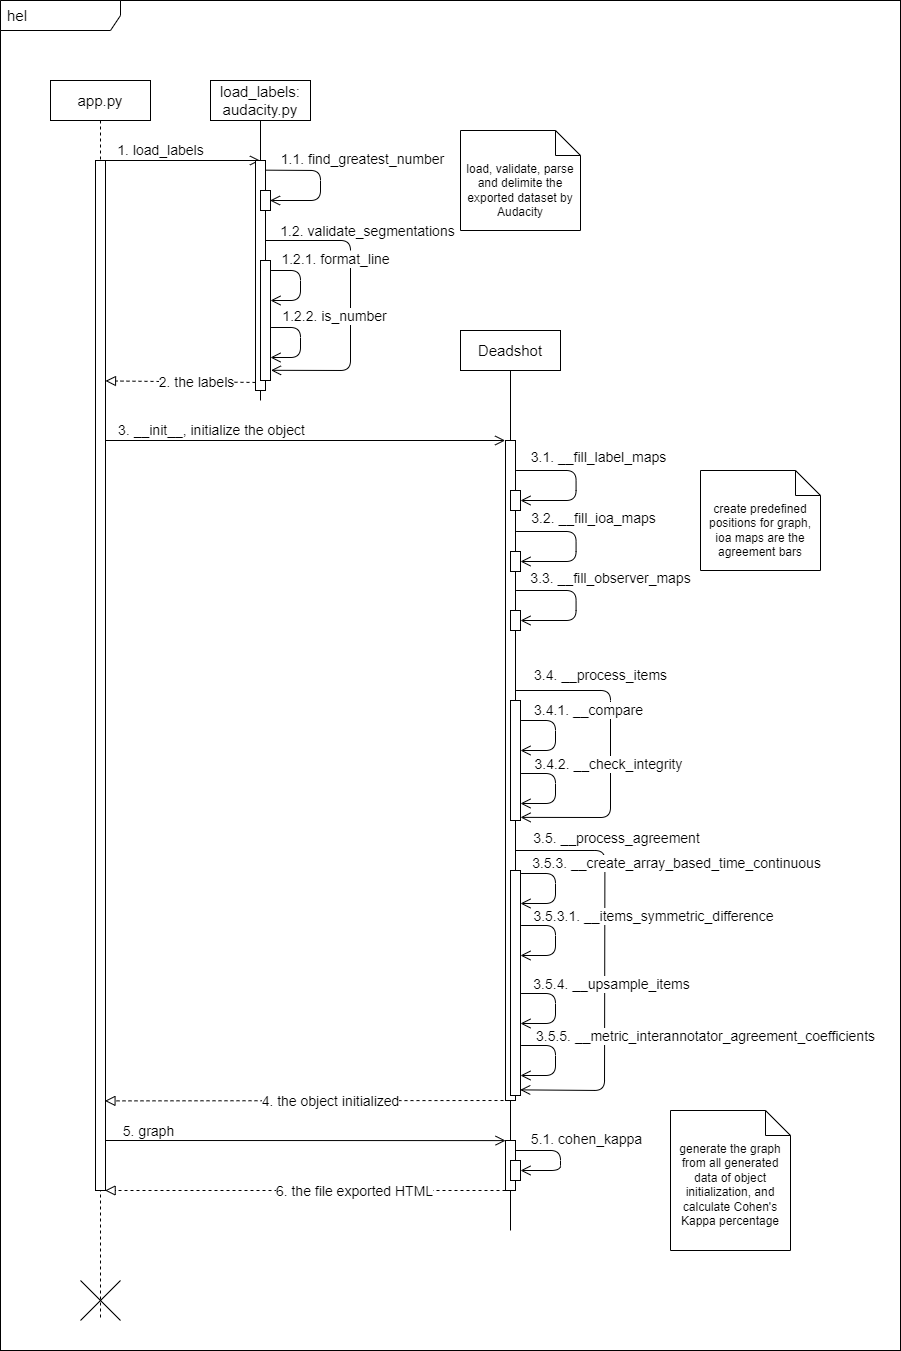 hel
app.py
load_labels:
audacity.py
1. load_labels
1.1. find_greatest_number
load, validate, parse
and delimite the
exported dataset by
Audacity
1.2. validate_segmentations
1.2.1. format_line
1.2.2. is_number
Deadshot
2. the labels
3. __init__, initialize the object
3.1. __fill_label_maps
create predefined
positions for graph,
ioa maps are the
agreement bars
3.2. __fill_ioa_maps
3.3. __fill_observer_maps
3.4. __process_items
3.4.1. __compare
3.4.2. __check_integrity
3.5. __process_agreement
3.5.3. __create_array_based_time_continuous
3.5.3.1. __items_symmetric_difference
3.5.4. __upsample_items
3.5.5. __metric_interannotator_agreement_coefficients
4. the object initialized
5. graph
5.1. cohen_kappa
generate the graph
from all generated
data of object
initialization, and
calculate Cohen's
Kappa percentage
6. the file exported HTML